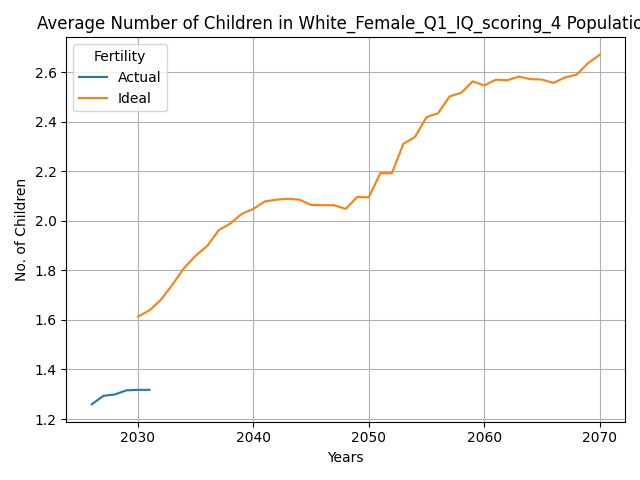 Average Number of Children in White_Female_Q1_IQ_scoring_4 Populatio
Fertility
Actual
Ideal
No. of Children
2.6
2.4
2.2
2.0
1.8
1.6
1.4
1.2
2030 2040 2050 2060 2070
Years